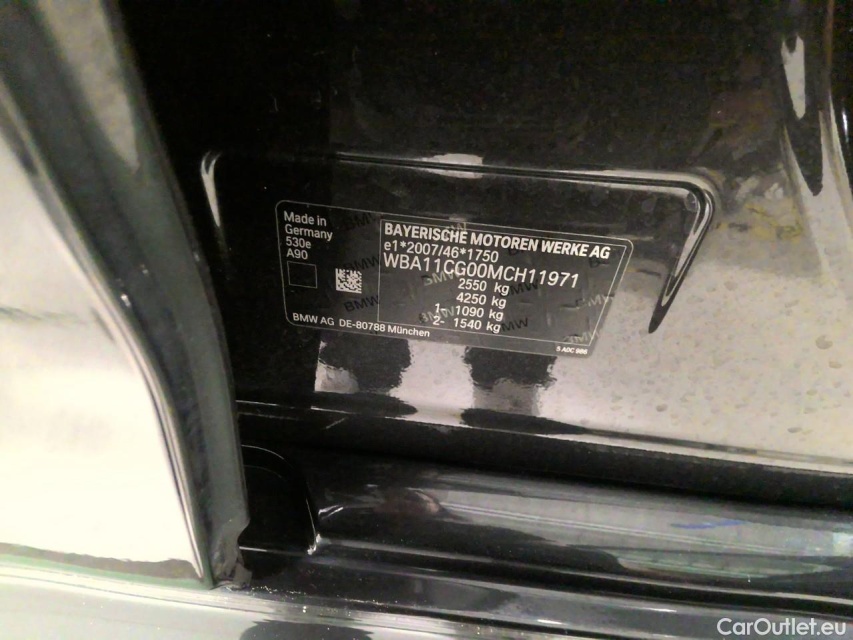 Made in
Germany
530e
A90
BAYERISCHE MOTOREN WERKE AG
e1*2007/46*1750
WBA11CG00MCH11971
2550 kg
4250 kg
1- 1090 kg
2- 1540 kg
BMW AG DE-80788 München
CarOutlet.eu